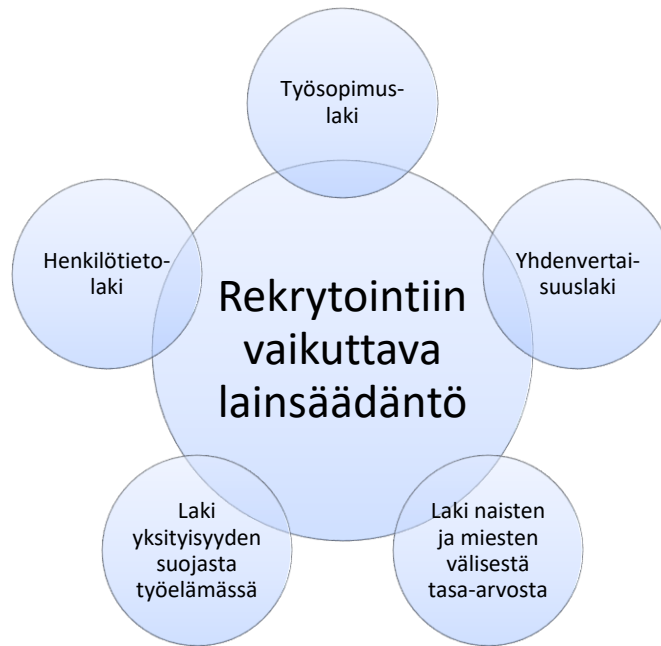 Työsopimus-
laki
Henkilötieto-
laki
Yhdenvertai-
suuslaki
Rekrytointiin
vaikuttava
lainsäädäntö
Laki
yksityisyyden
suojasta
työelämässä
Laki naisten
ja miesten
välisestä
tasa-arvosta